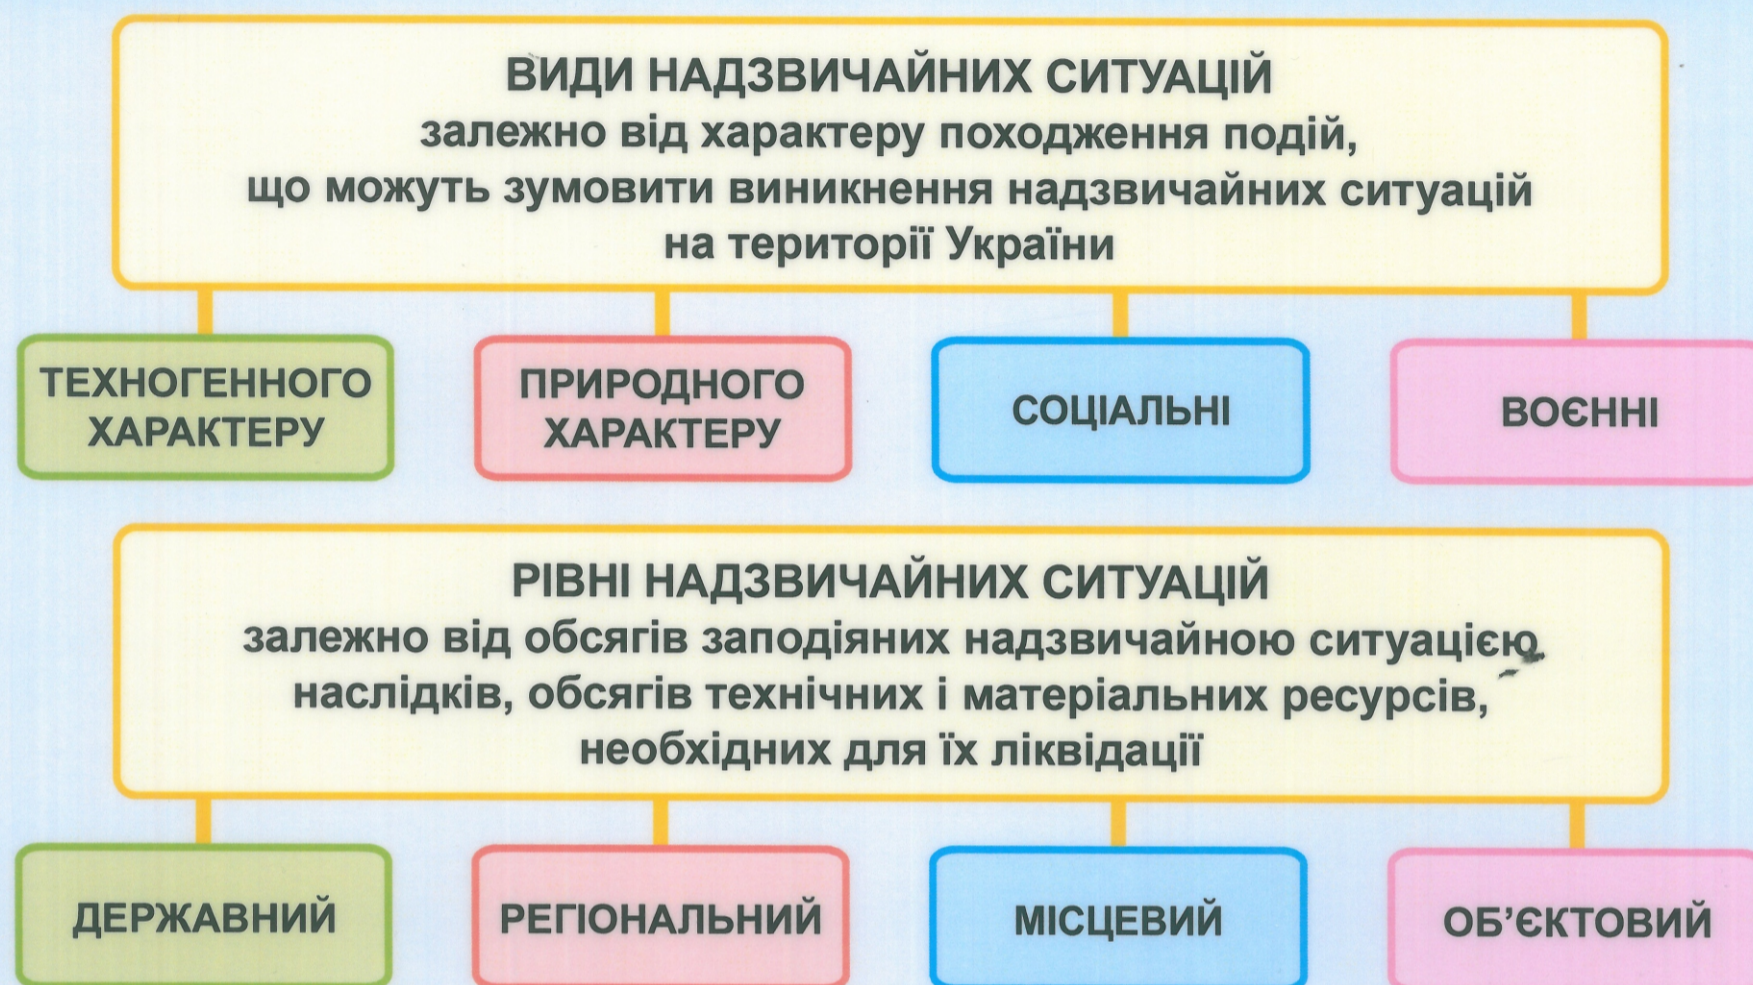 ВИДИ НАДЗВИЧАЙНИХ СИТУАЦІЙ
залежно від характеру походження подій,
що можуть зумовити виникнення надзвичайних ситуацій
на території України
ТЕХНОГЕННОГО
ХАРАКТЕРУ
ПРИРОДНОГО
ХАРАКТЕРУ
СОЦІАЛЬНІ
ВОЄННІ
РІВНІ НАДЗВИЧАЙНИХ СИТУАЦІЙ
залежно від обсягів заподіяних надзвичайною ситуацією
наслідків, обсягів технічних і матеріальних ресурсів,
необхідних для їх ліквідації
ДЕРЖАВНИЙ
РЕГІОНАЛЬНИЙ
МІСЦЕВИЙ
ОБ’ЄКТОВИЙ